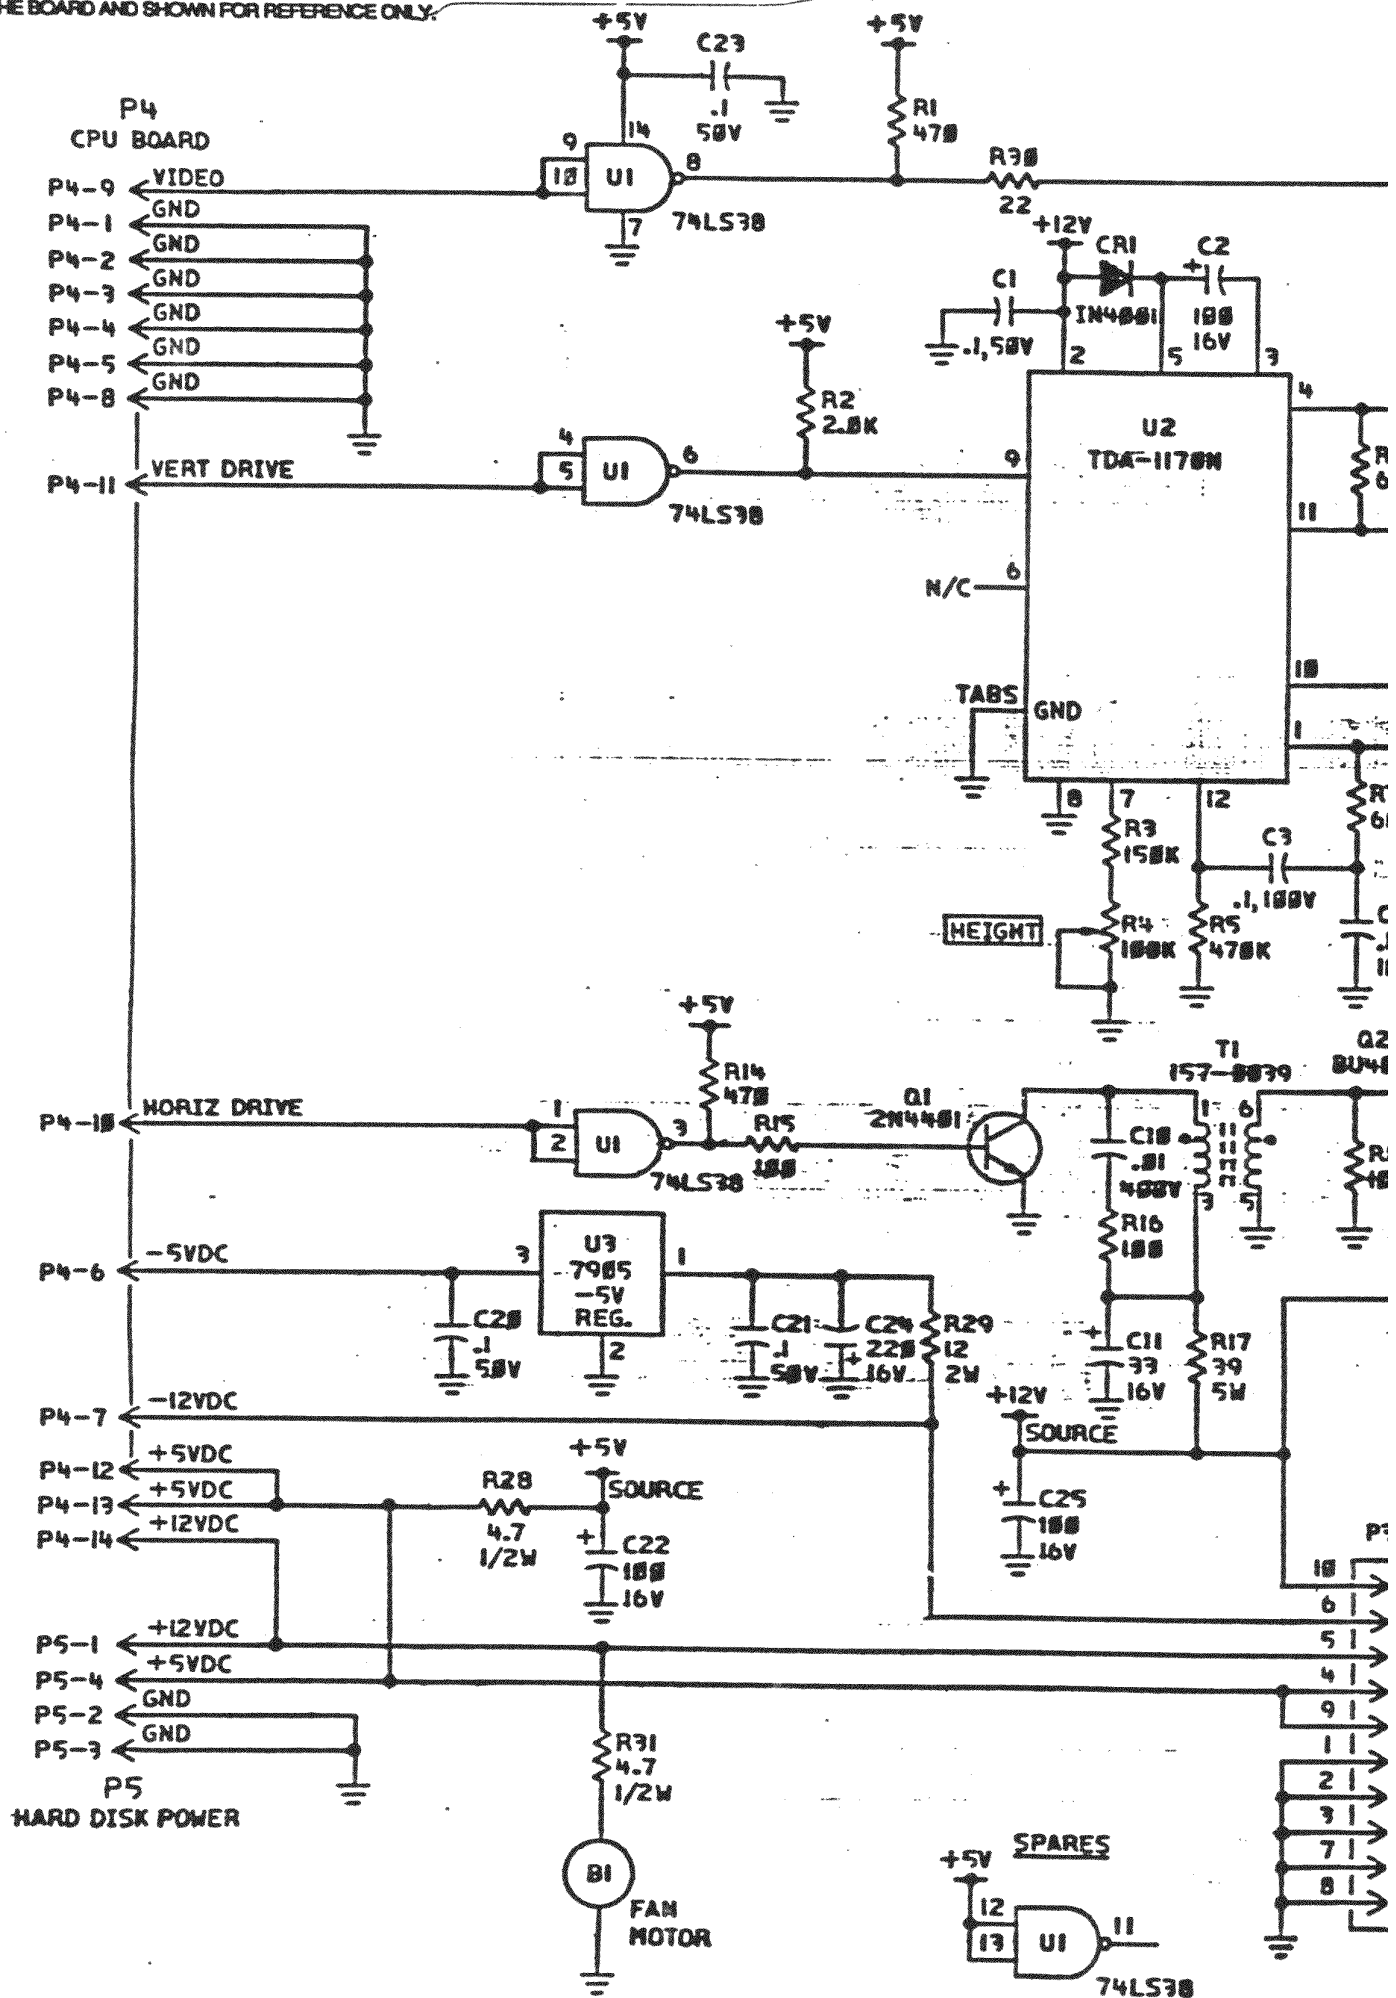 HE BOARD AND SHOWN FOR REFERENCE ONLY.
+5V
C23
.1
50V
+5V
R1
470
P4
CPU BOARD
P4-9 VIDEO
9
10
14
U1
8
7
74LS38
R30
22
P4-1 GND
P4-2 GND
P4-3 GND
P4-4 GND
P4-5 GND
P4-8 GND
+12V
CR1
IN4001
C2
+
100
16V
C1
.1,50V
2
5
3
+5V
R2
2.0K
U2
TDA-1170N
4
11
P4-11 VERT DRIVE
4
5
U1
6
74LS38
9
N/C
6
10
1
TABS
GND
8
7
12
R3
150K
C3
.1,100V
HEIGHT
R4
100K
R5
470K
+5V
R14
470
T1
157-0039
Q2
P4-10 HORIZ DRIVE
1
2
U1
3
74LS38
R15
100
Q1
2N4401
C10
.01
400V
1
6
3
5
R16
100
P4-6 -5VDC
3
U3
7905
-5V
REG.
1
2
C20
.1
50V
C21
.1
50V
C24
220
16V
+
R29
12
2W
+
C11
33
16V
R17
39
5W
P4-7 -12VDC
+12V
SOURCE
+
C25
100
16V
P4-12 +5VDC
P4-13 +5VDC
P4-14 +12VDC
R28
4.7
1/2W
+5V
SOURCE
+
C22
100
16V
P5-1 +12VDC
P5-4 +5VDC
P5-2 GND
P5-3 GND
P5
HARD DISK POWER
R31
4.7
1/2W
B1
FAN
MOTOR
10
6
5
4
9
1
2
3
7
8
SPARES
+5V
12
13
U1
11
74LS38